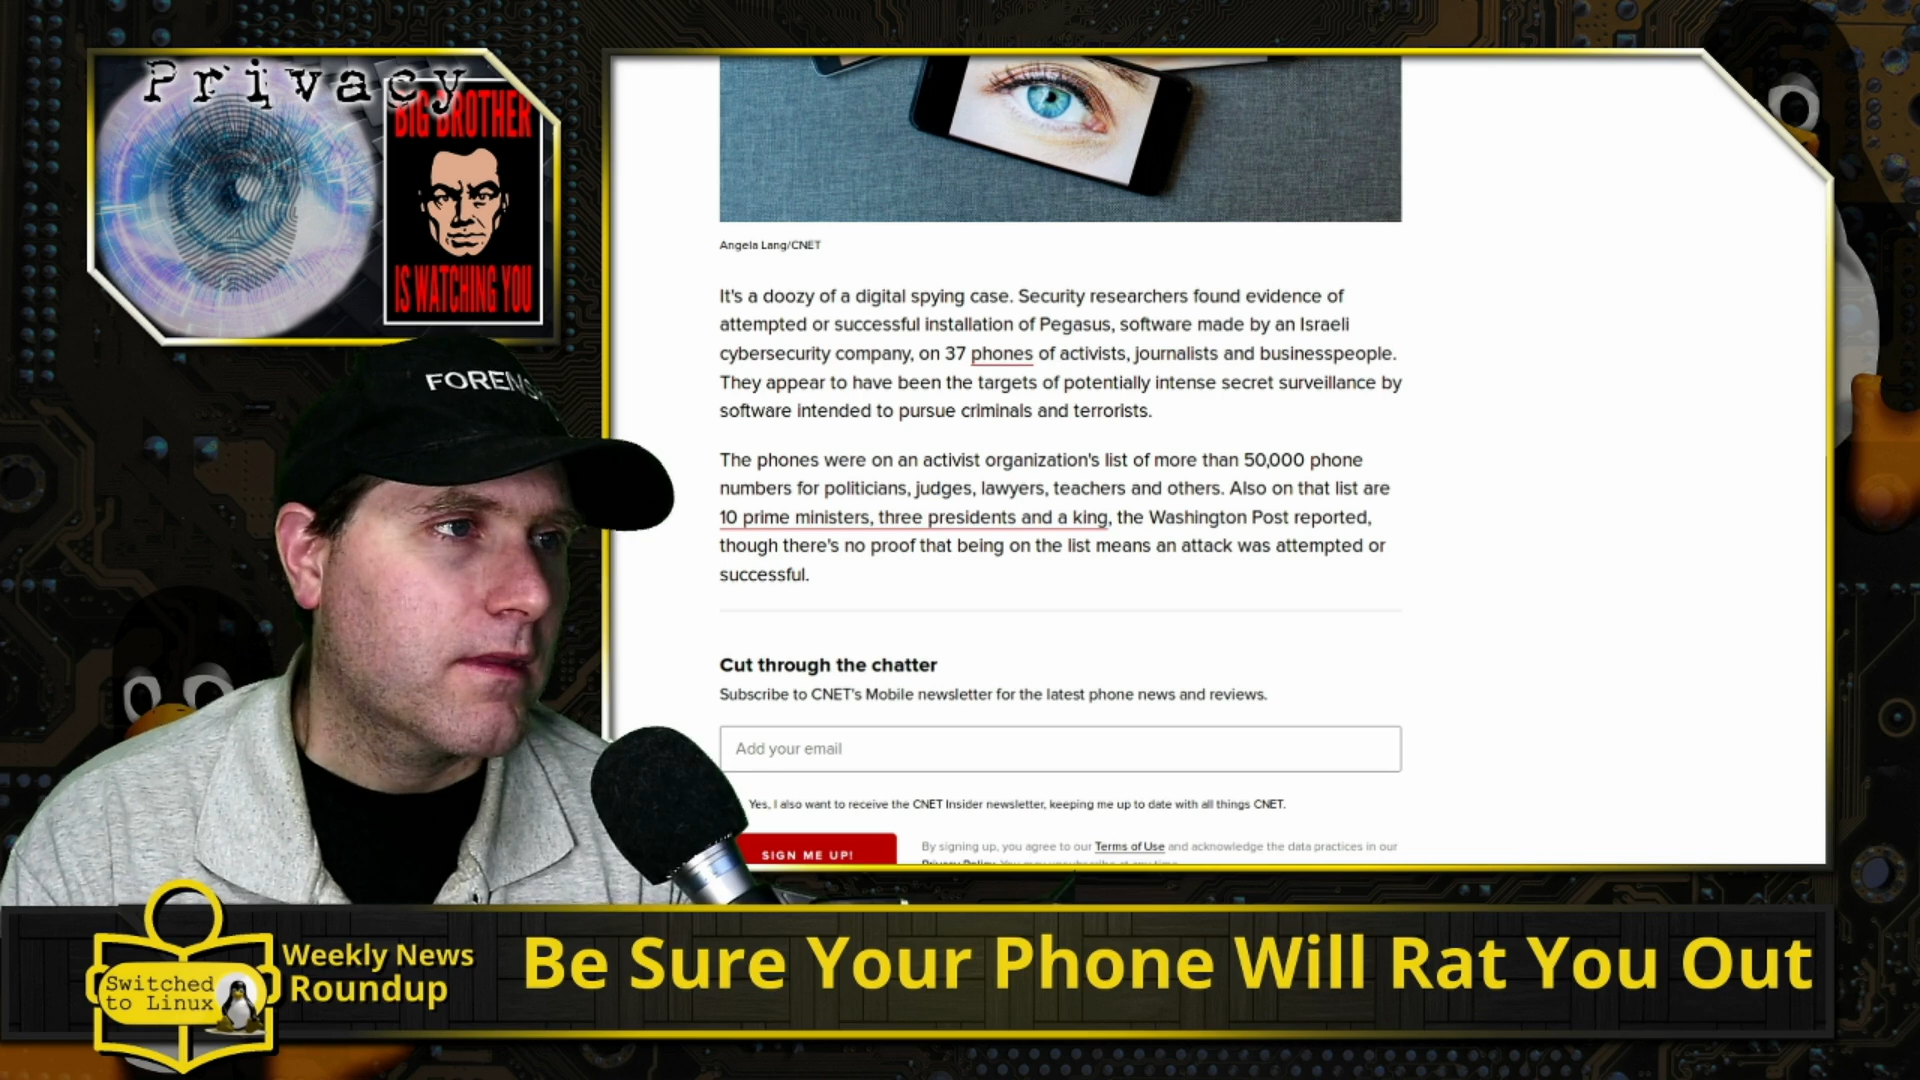 Privacy
BIG BROTHER
IS WATCHING YOU
Angela Lang/CNET
It's a doozy of a digital spying case. Security researchers found evidence of
attempted or successful installation of Pegasus, software made by an Israeli
cybersecurity company, on 37 phones of activists, journalists and businesspeople.
They appear to have been the targets of potentially intense secret surveillance by
software intended to pursue criminals and terrorists.
The phones were on an activist organization's list of more than 50,000 phone
numbers for politicians, judges, lawyers, teachers and others. Also on that list are
10 prime ministers, three presidents and a king, the Washington Post reported,
though there's no proof that being on the list means an attack was attempted or
successful.
Cut through the chatter
Subscribe to CNET's Mobile newsletter for the latest phone news and reviews.
Add your email
Yes, I also want to receive the CNET Insider newsletter, keeping me up to date with all things CNET.
SIGN ME UP!
By signing up, you agree to our Terms of Use and acknowledge the data practices in our
Privacy Policy. You may unsubscribe at any time.
FORENS
Switched
to Linux
Weekly News
Roundup
Be Sure Your Phone Will Rat You Out